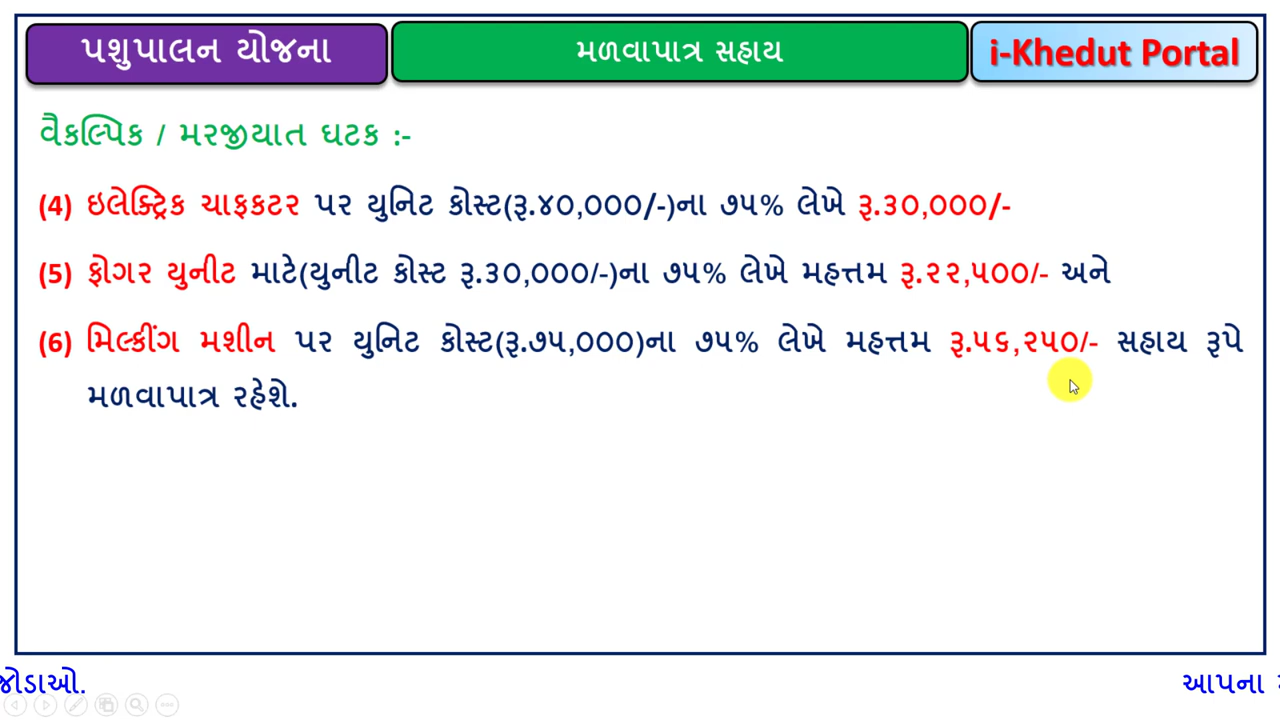 પશુપાલન યોજના
મળવાપાત્ર સહાય
i-Khedut Portal
વૈકલ્પિક / મરજીયાત ઘટક :-
(4) ઇલેક્ટ્રિક ચાફકટર પર યુનિટ કોસ્ટ(રૂ.૪૦,૦૦૦/-)ના ૭૫% લેખે રૂ.૩૦,૦૦૦/-
(5) ફોગર યુનીટ માટે(યુનીટ કોસ્ટ રૂ.૩૦,૦૦૦/-)ના ૭૫% લેખે મહત્તમ રૂ.૨૨,૫૦૦/- અને
(6) મિલ્કીંગ મશીન પર યુનિટ કોસ્ટ(રૂ.૭૫,૦૦૦)ના ૭૫% લેખે મહત્તમ રૂ.૫૬,૨૫૦/- સહાય રૂપે
મળવાપાત્ર રહેશે.
જોડાઓ. આપના